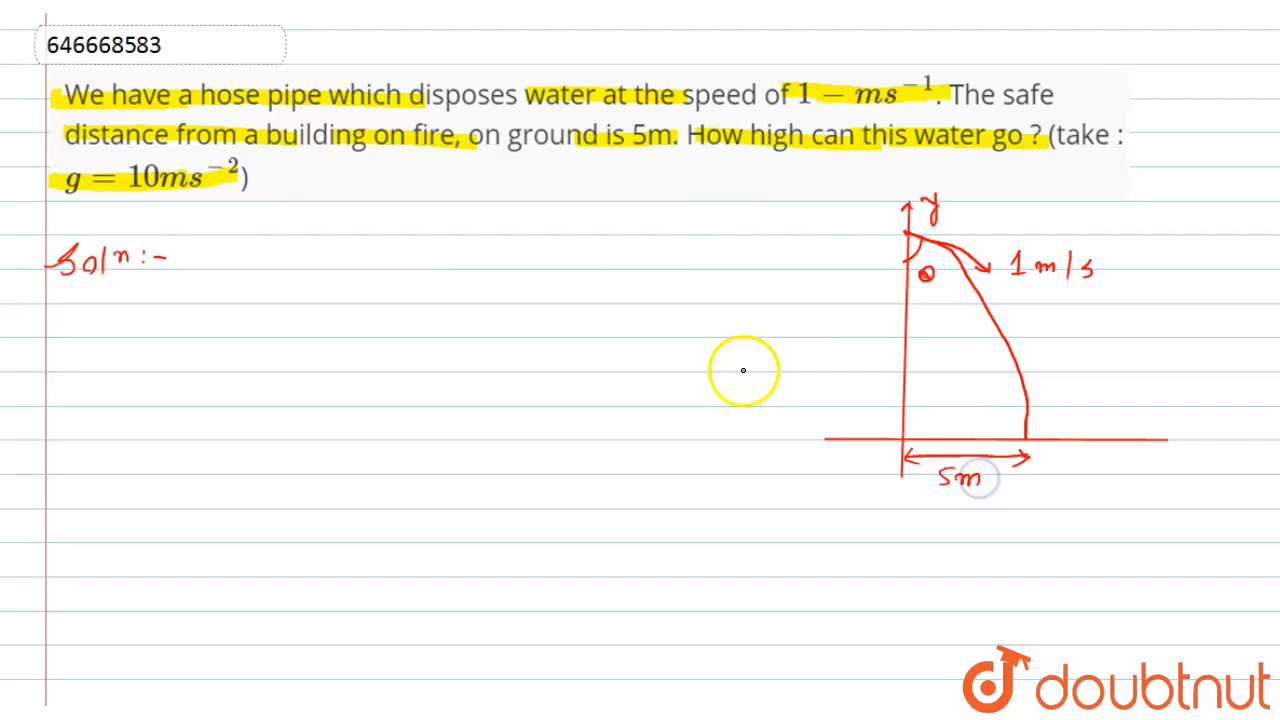 646668583
We have a hose pipe which disposes water at the speed of 1 − ms⁻¹. The safe
distance from a building on fire, on ground is 5m. How high can this water go ? (take :
g = 10ms⁻²)
y
Solⁿ :-
1 m/s
θ
5m
doubtnut